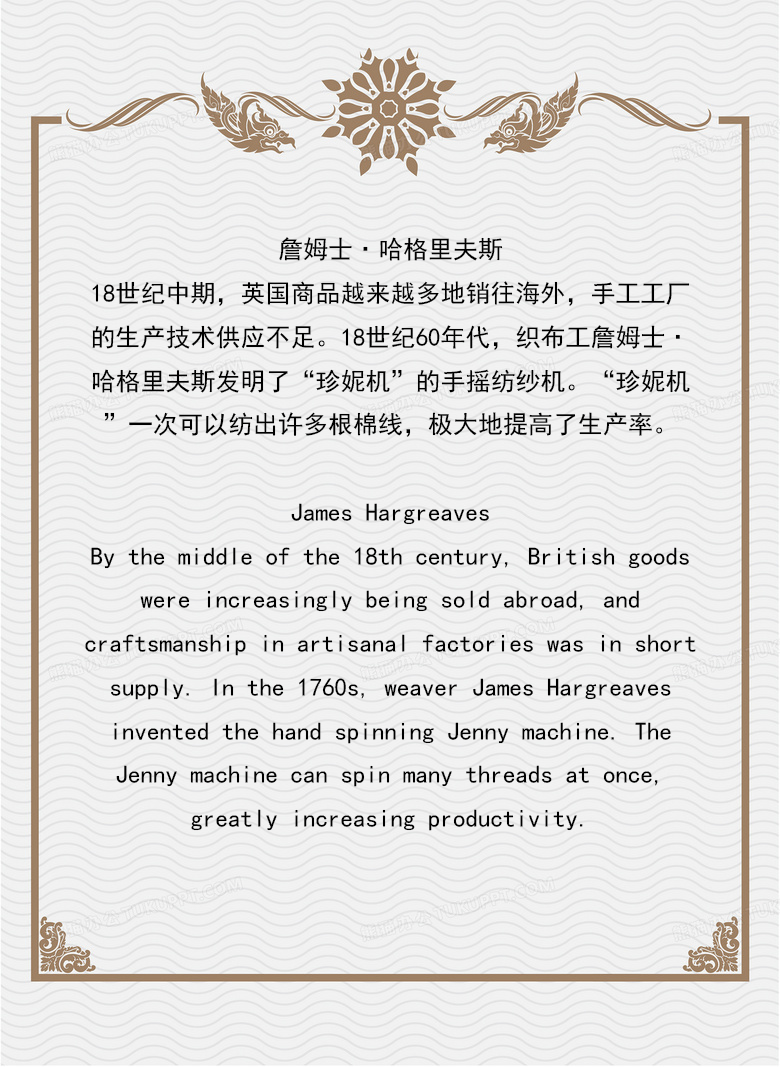 詹姆士·哈格里夫斯
18世纪中期，英国商品越来越多地销往海外，手工工厂
的生产技术供应不足。18世纪60年代，织布工詹姆士·
哈格里夫斯发明了“珍妮机”的手摇纺纱机。“珍妮机
”一次可以纺出许多根棉线，极大地提高了生产率。
James Hargreaves
By the middle of the 18th century, British goods
were increasingly being sold abroad, and
craftsmanship in artisanal factories was in short
supply. In the 1760s, weaver James Hargreaves
invented the hand spinning Jenny machine. The
Jenny machine can spin many threads at once,
greatly increasing productivity.